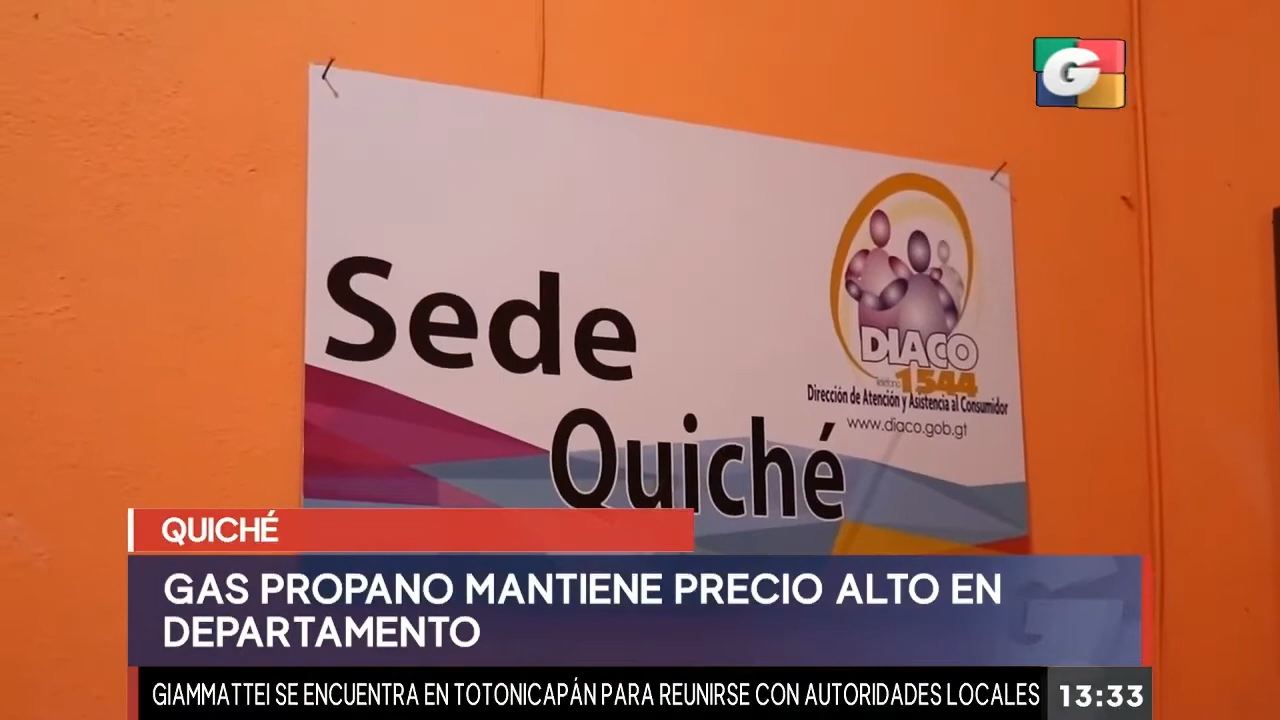 G
Sede
Quiché
DIACO
Teléfono
1544
Dirección de Atención y Asistencia al Consumidor
www.diaco.gob.gt
QUICHÉ
GAS PROPANO MANTIENE PRECIO ALTO EN
DEPARTAMENTO
GIAMMATTEI SE ENCUENTRA EN TOTONICAPÁN PARA REUNIRSE CON AUTORIDADES LOCALES
13:33